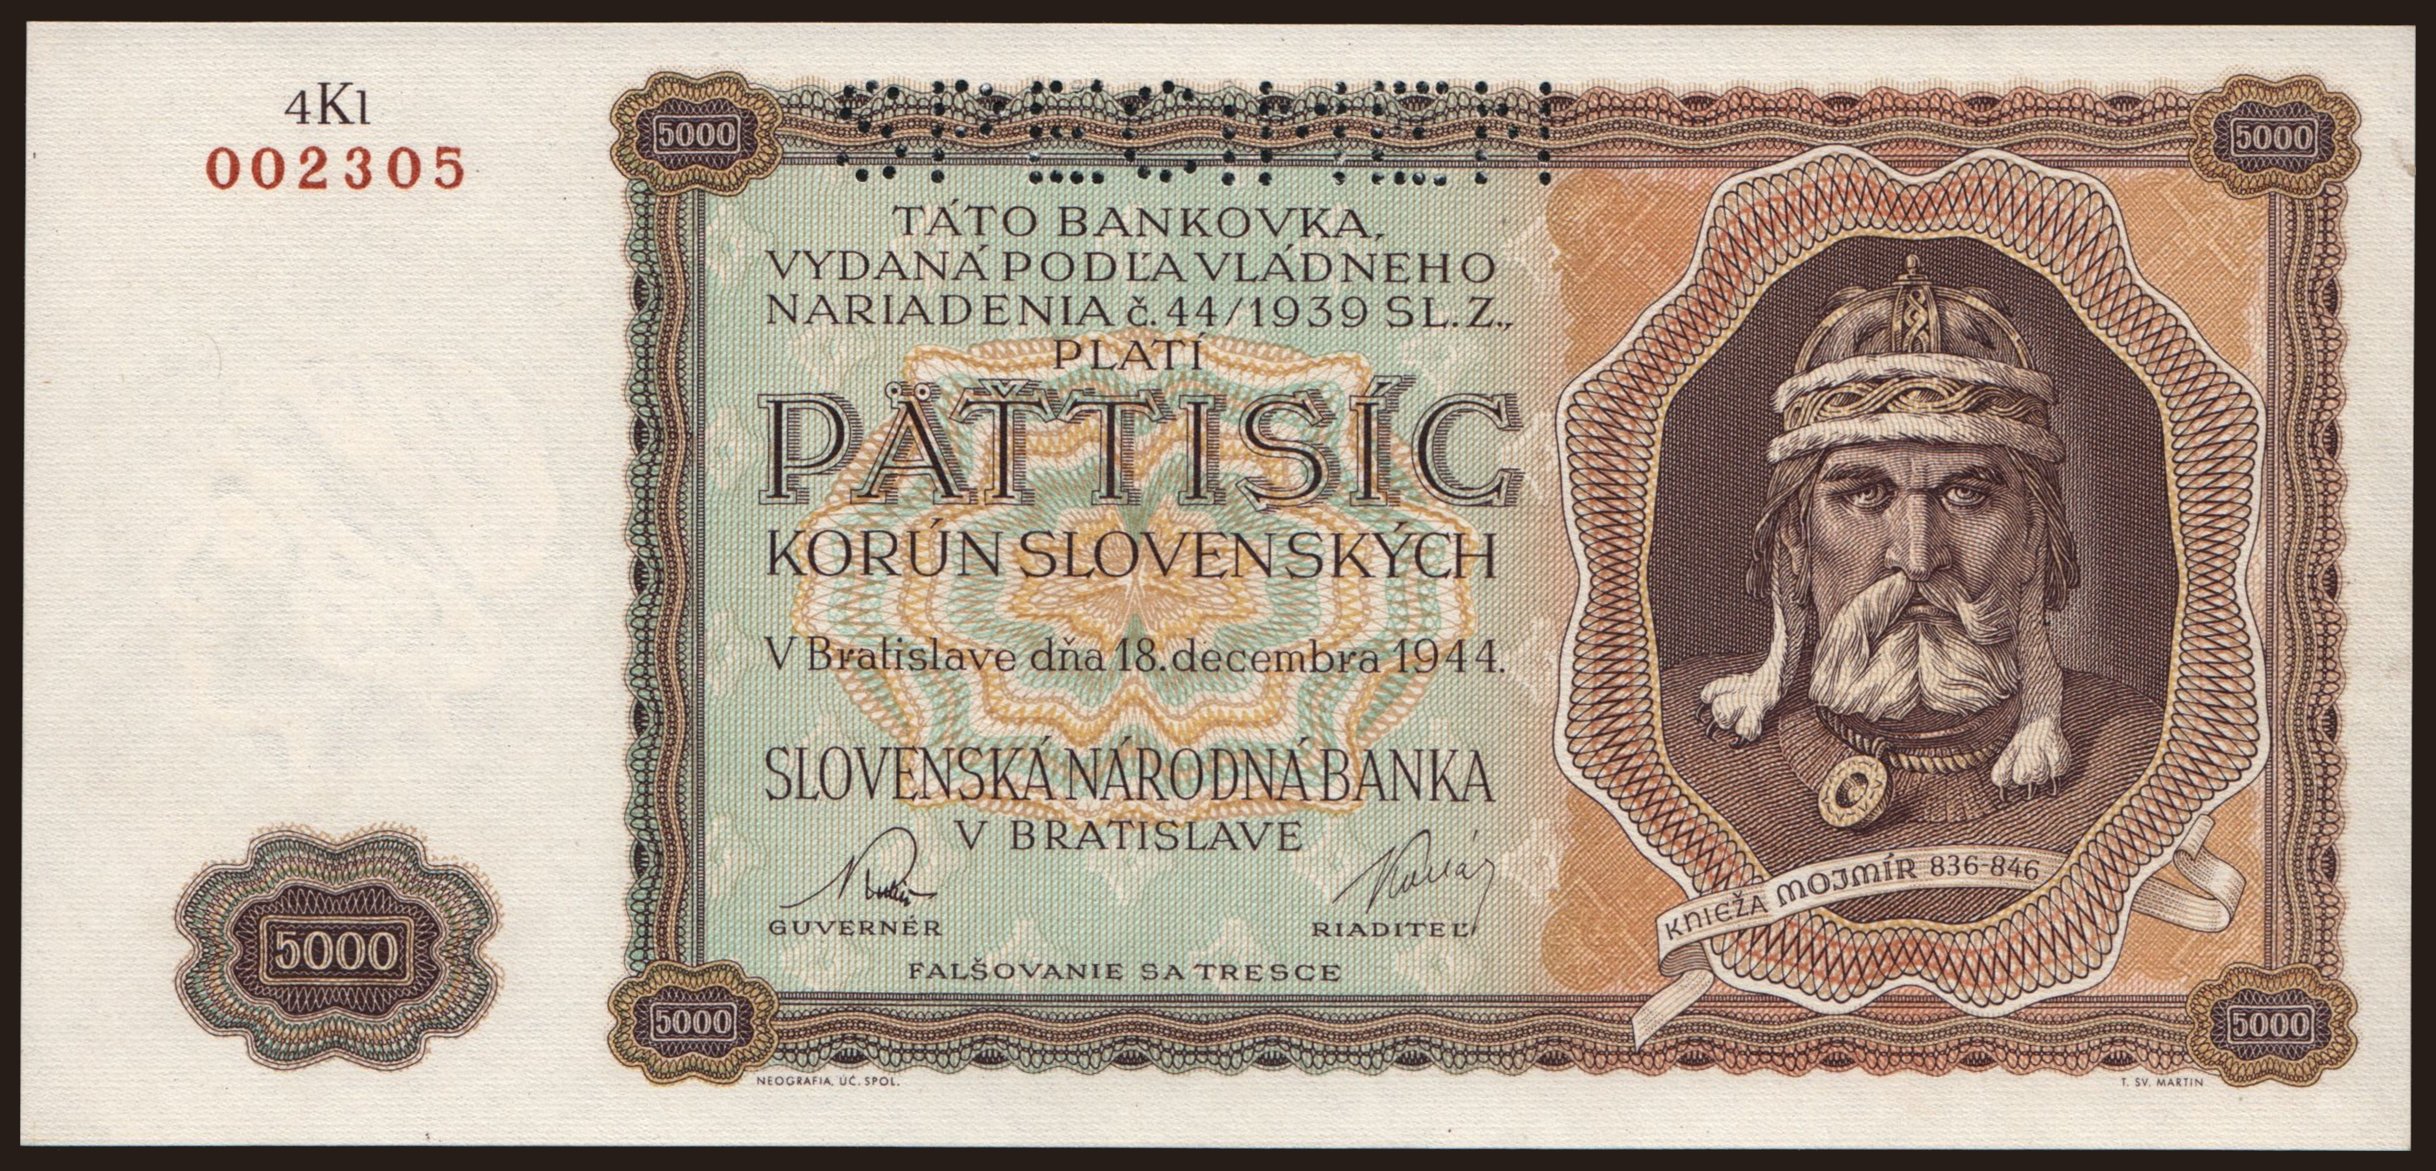 4Kl
002305
5000
SPECIMEN
5000
TÁTO BANKOVKA,
VYDANÁ PODĽA VLÁDNEHO
NARIADENIA č. 44/1939 SL. Z.,
PLATÍ
PÄŤTISÍC
KORÚN SLOVENSKÝCH
V Bratislave dňa 18. decembra 1944.
SLOVENSKÁ NÁRODNÁ BANKA
V BRATISLAVE
GUVERNÉR
RIADITEĽ
FALŠOVANIE SA TRESCE
KNIEŽA MOJMÍR 836-846
5000
5000
5000
NEOGRAFIA, ÚČ. SPOL.
T. SV. MARTIN